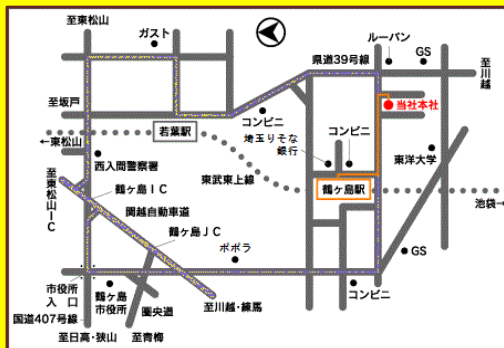 至東松山
ガスト
ルーパン
県道39号線
GS
至川越
至坂戸
コンビニ
当社本社
←東松山
若葉駅
埼玉りそな
銀行
コンビニ
西入間警察署
東洋大学
至東松山IC
鶴ヶ島IC
東武東上線
鶴ヶ島駅
関越自動車道
池袋→
鶴ヶ島JC
ポポラ
GS
市役所
入口
鶴ヶ島
市役所
コンビニ
国道407号線
圏央道
至川越・練馬
至日高・狭山
至青梅